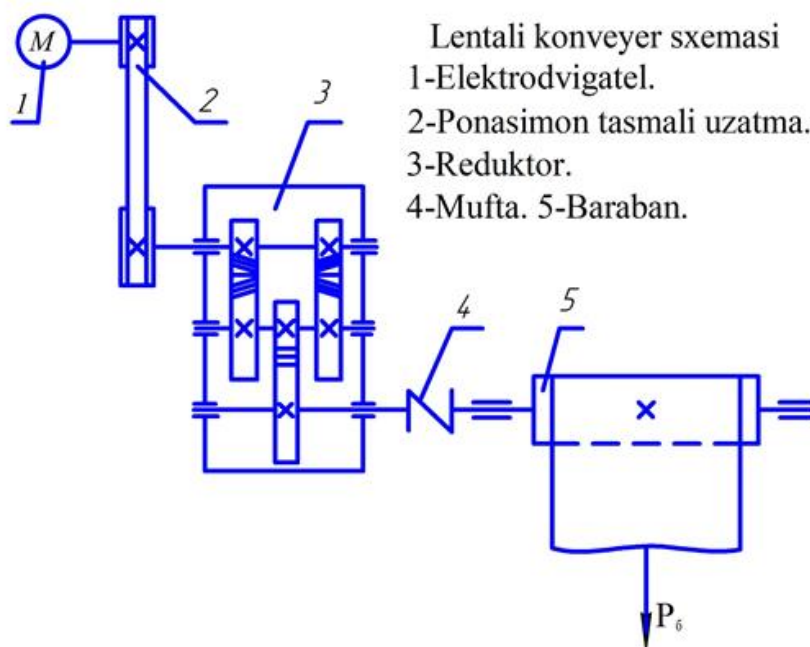 Lentali konveyer sxemasi
1-Elektrodvigatel.
2-Ponasimon tasmali uzatma.
3-Reduktor.
4-Mufta. 5-Baraban.
M
1
2
3
4
5
Pб